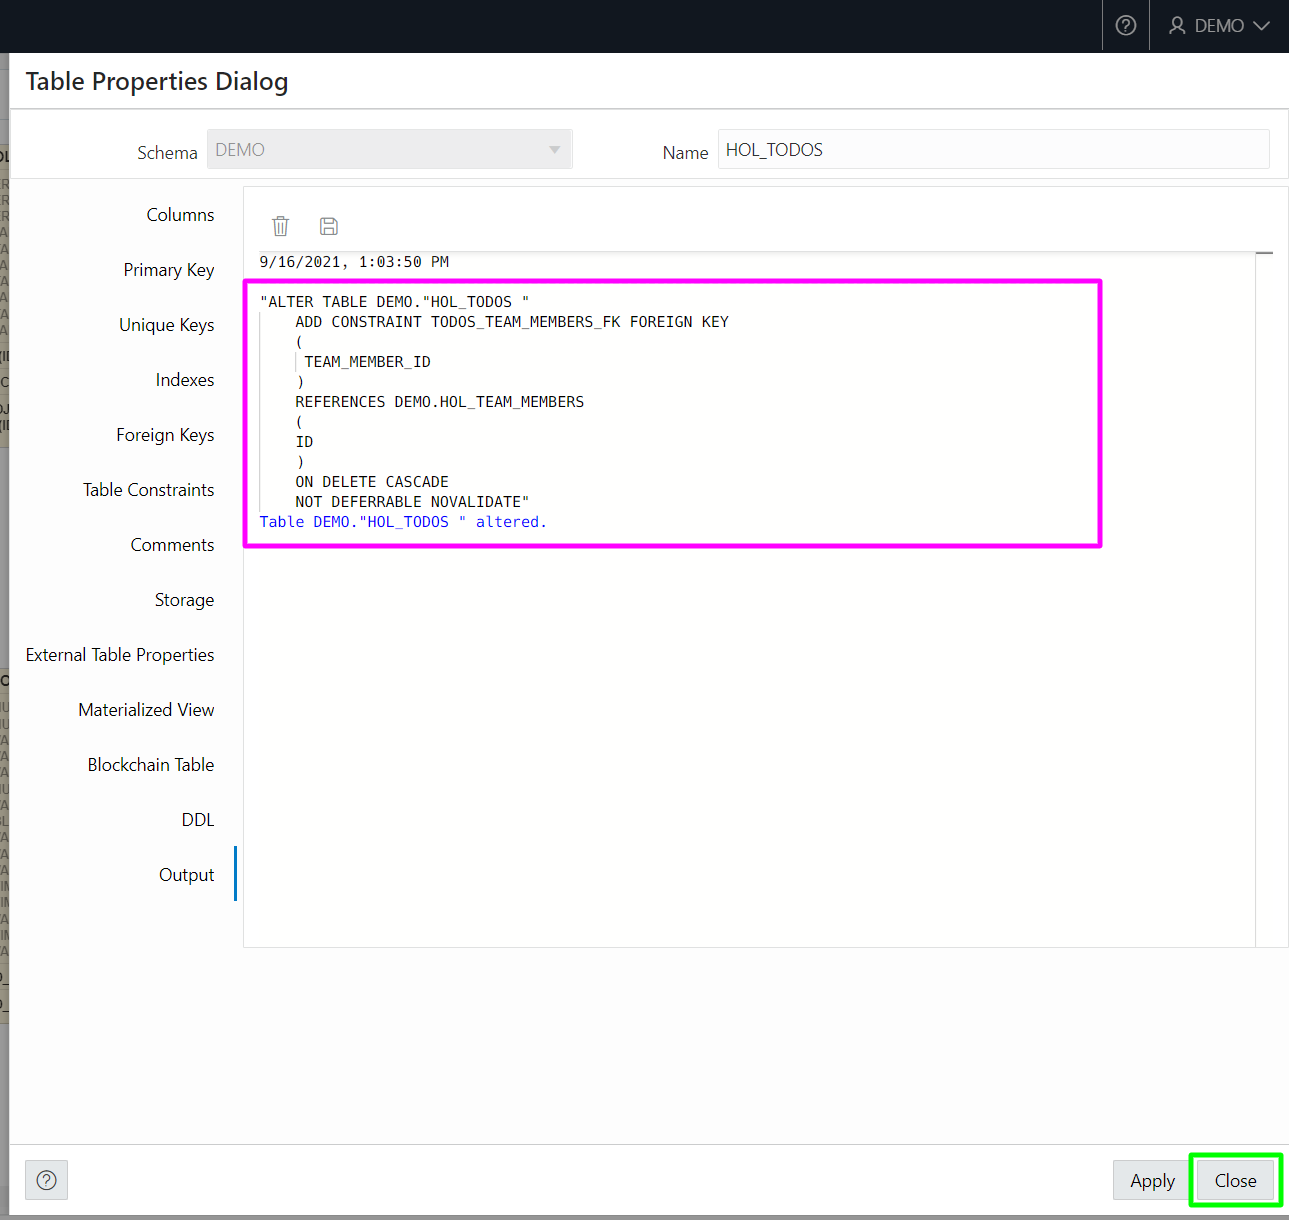 DEMO
Table Properties Dialog
Schema DEMO Name HOL_TODOS
Columns
Primary Key
Unique Keys
Indexes
Foreign Keys
Table Constraints
Comments
Storage
External Table Properties
Materialized View
Blockchain Table
DDL
Output
9/16/2021, 1:03:50 PM
"ALTER TABLE DEMO."HOL_TODOS "
ADD CONSTRAINT TODOS_TEAM_MEMBERS_FK FOREIGN KEY
(
TEAM_MEMBER_ID
)
REFERENCES DEMO.HOL_TEAM_MEMBERS
(
ID
)
ON DELETE CASCADE
NOT DEFERRABLE NOVALIDATE"
Table DEMO."HOL_TODOS " altered.
Apply Close